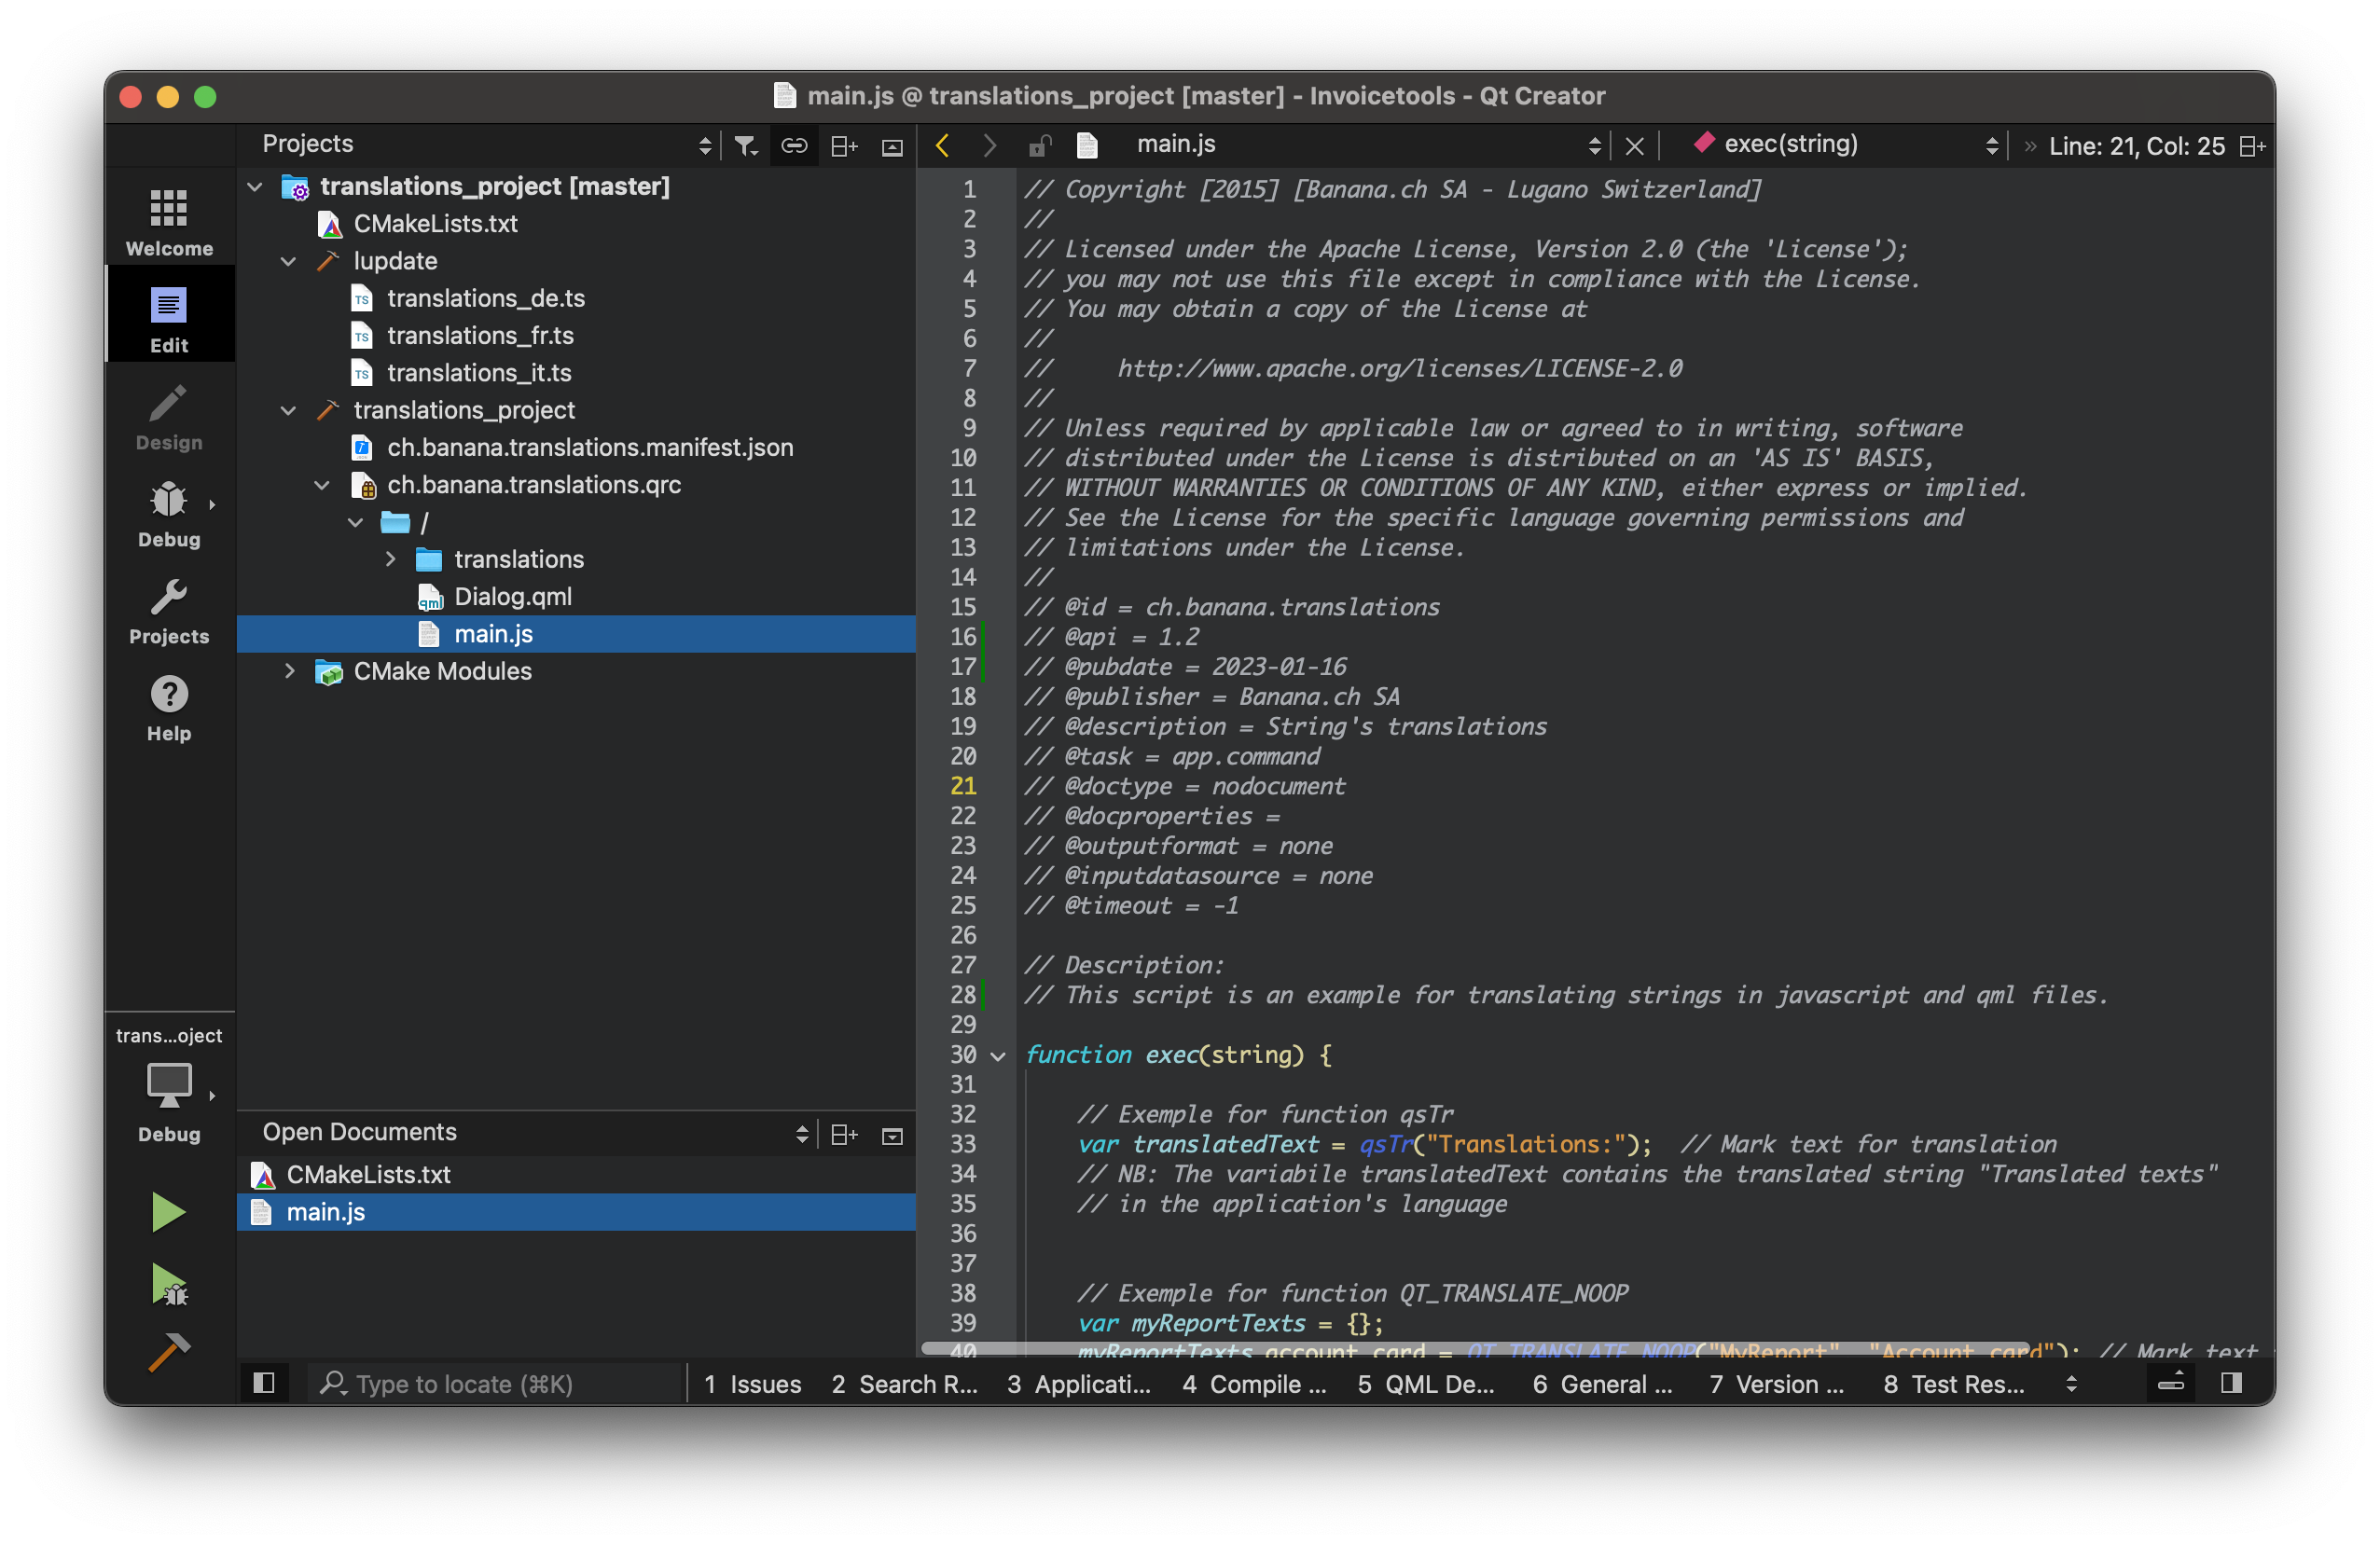 main.js @ translations_project [master] - Invoicetools - Qt Creator
Projects
main.js
exec(string)
» Line: 21, Col: 25
Welcome
Edit
Design
Debug
Projects
Help
trans...oject
Debug
translations_project [master]
CMakeLists.txt
lupdate
TS translations_de.ts
TS translations_fr.ts
TS translations_it.ts
translations_project
ch.banana.translations.manifest.json
ch.banana.translations.qrc
/
translations
qml Dialog.qml
main.js
CMake Modules
Open Documents
CMakeLists.txt
main.js
1 // Copyright [2015] [Banana.ch SA - Lugano Switzerland]
2 //
3 // Licensed under the Apache License, Version 2.0 (the 'License');
4 // you may not use this file except in compliance with the License.
5 // You may obtain a copy of the License at
6 //
7 //     http://www.apache.org/licenses/LICENSE-2.0
8 //
9 // Unless required by applicable law or agreed to in writing, software
10 // distributed under the License is distributed on an 'AS IS' BASIS,
11 // WITHOUT WARRANTIES OR CONDITIONS OF ANY KIND, either express or implied.
12 // See the License for the specific language governing permissions and
13 // limitations under the License.
14 //
15 // @id = ch.banana.translations
16 // @api = 1.2
17 // @pubdate = 2023-01-16
18 // @publisher = Banana.ch SA
19 // @description = String's translations
20 // @task = app.command
21 // @doctype = nodocument
22 // @docproperties =
23 // @outputformat = none
24 // @inputdatasource = none
25 // @timeout = -1
26
27 // Description:
28 // This script is an example for translating strings in javascript and qml files.
29
30 function exec(string) {
31
32     // Exemple for function qsTr
33     var translatedText = qsTr("Translations:");  // Mark text for translation
34     // NB: The variabile translatedText contains the translated string "Translated texts"
35     // in the application's language
36
37
38     // Exemple for function QT_TRANSLATE_NOOP
39     var myReportTexts = {};
40     myReportTexts.account_card = QT_TRANSLATE_NOOP("MyReport", "Account card"); // Mark text
Type to locate (⌘K)
1 Issues
2 Search R...
3 Applicati...
4 Compile ...
5 QML De...
6 General ...
7 Version ...
8 Test Res...